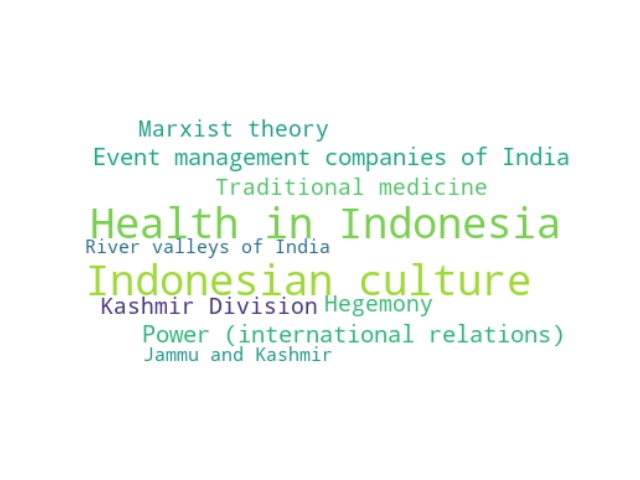 Marxist theory
Event management companies of India
Traditional medicine
Health in Indonesia
River valleys of India
Indonesian culture
Kashmir Division
Hegemony
Power (international relations)
Jammu and Kashmir